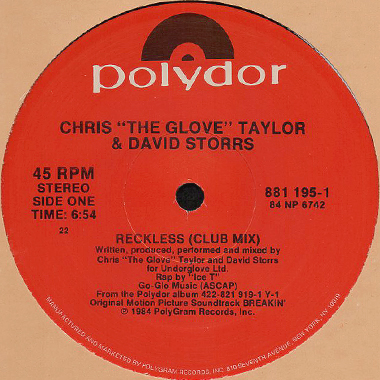 polydor
CHRIS "THE GLOVE" TAYLOR
& DAVID STORRS
45 RPM
STEREO
SIDE ONE
TIME: 6:54
22
881 195-1
84 NP 6742
RECKLESS (CLUB MIX)
Written, produced, performed and mixed by
Chris "The Glove" Taylor and David Storrs
for Underglove Ltd.
Rap by "Ice T"
Go-Glo Music (ASCAP)
From the Polydor album 422-821 919-1 Y-1
Original Motion Picture Soundtrack BREAKIN'
℗ 1984 PolyGram Records, Inc.
MANUFACTURED AND MARKETED BY POLYGRAM RECORDS, INC. 810 SEVENTH AVENUE, NEW YORK, N.Y. 10019